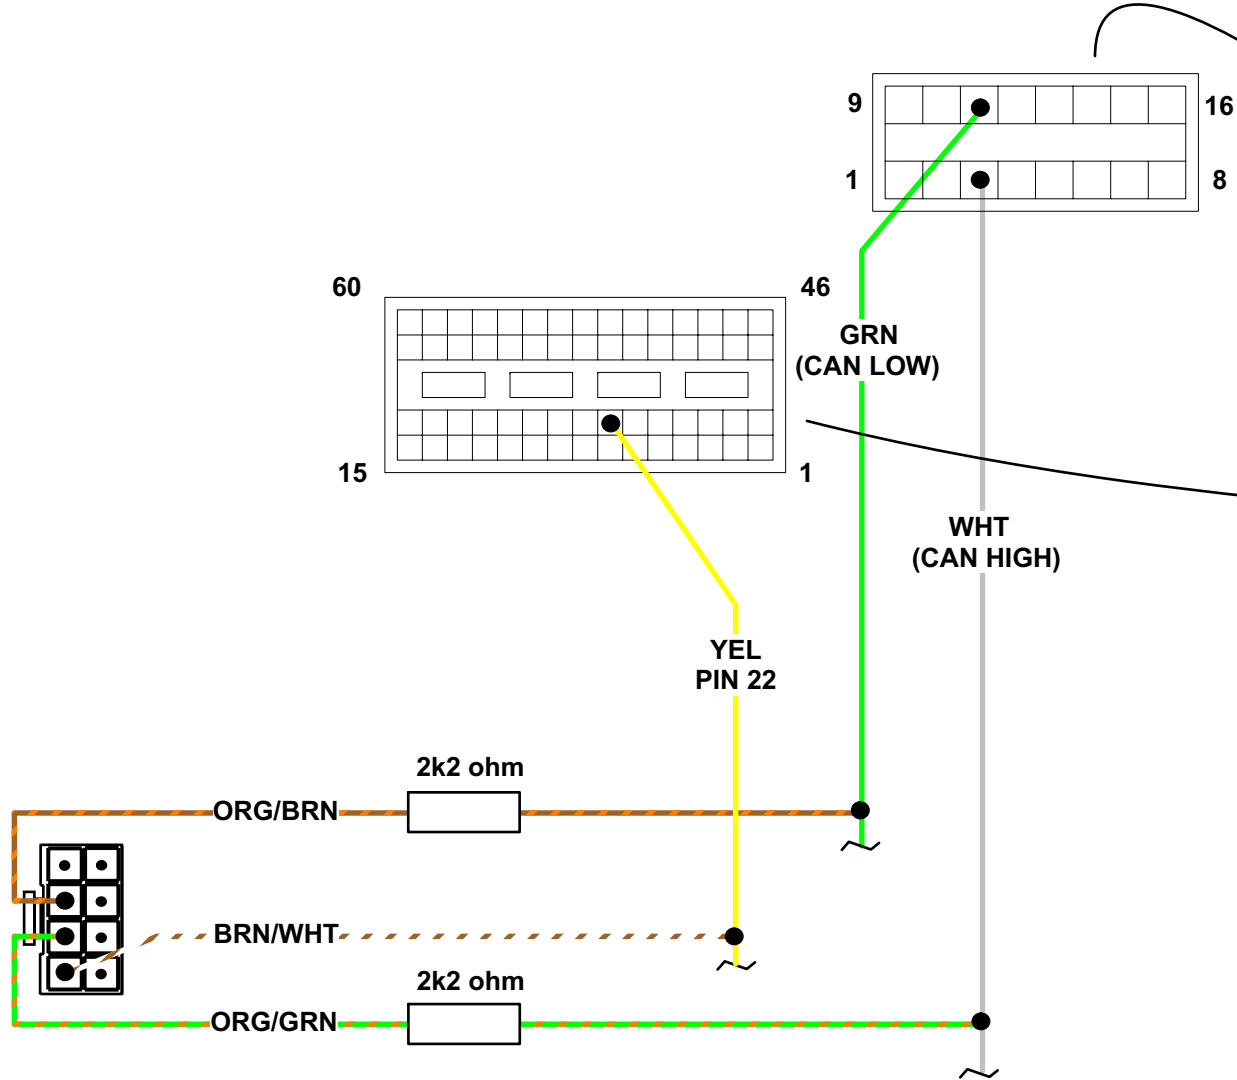 9
16
1
8
60
46
GRN
(CAN LOW)
15
1
WHT
(CAN HIGH)
YEL
PIN 22
2k2 ohm
ORG/BRN
BRN/WHT
2k2 ohm
ORG/GRN